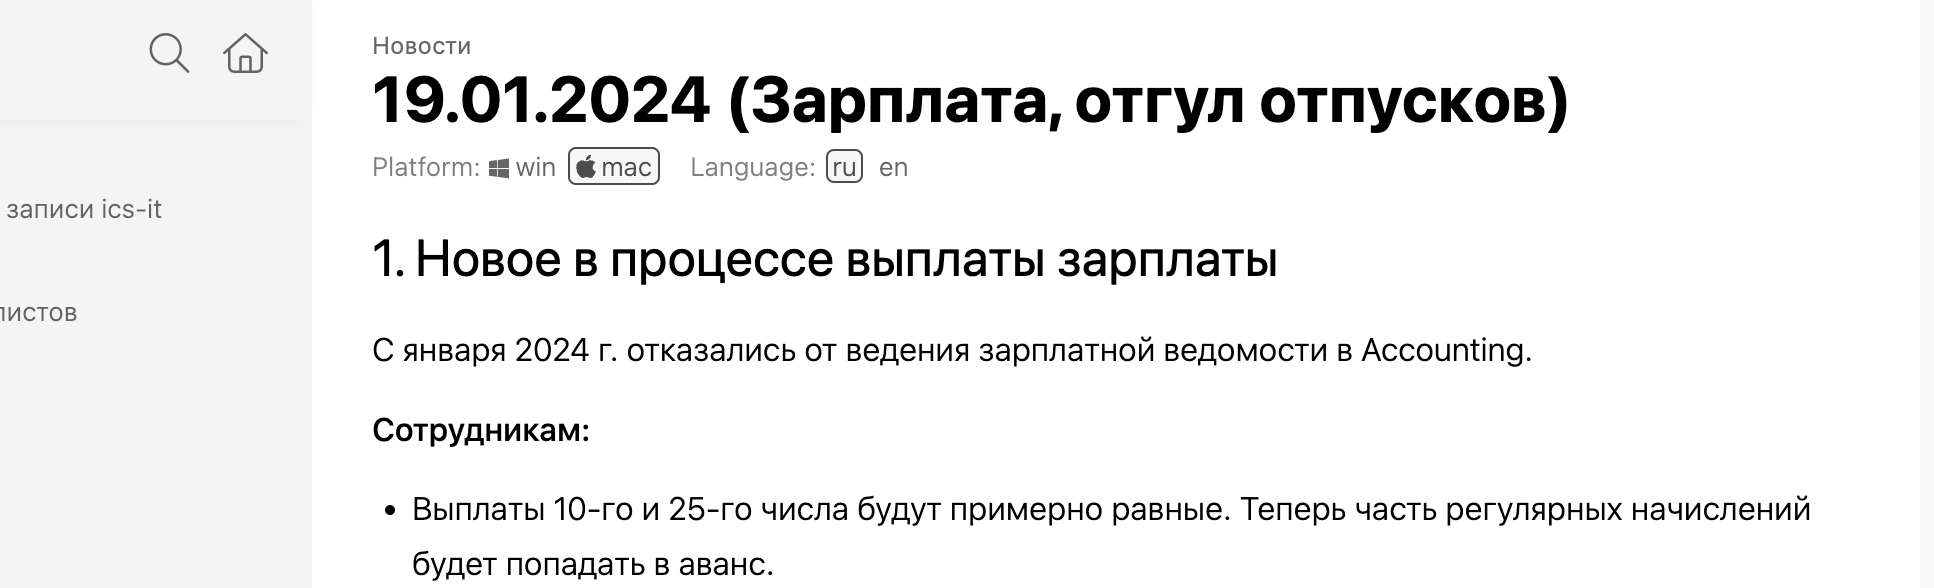 Новости
19.01.2024 (Зарплата, отгул отпусков)
Platform: win mac Language: ru en
записи ics-it
листов
1. Новое в процессе выплаты зарплаты
С января 2024 г. отказались от ведения зарплатной ведомости в Accounting.
Сотрудникам:
• Выплаты 10-го и 25-го числа будут примерно равные. Теперь часть регулярных начислений
будет попадать в аванс.